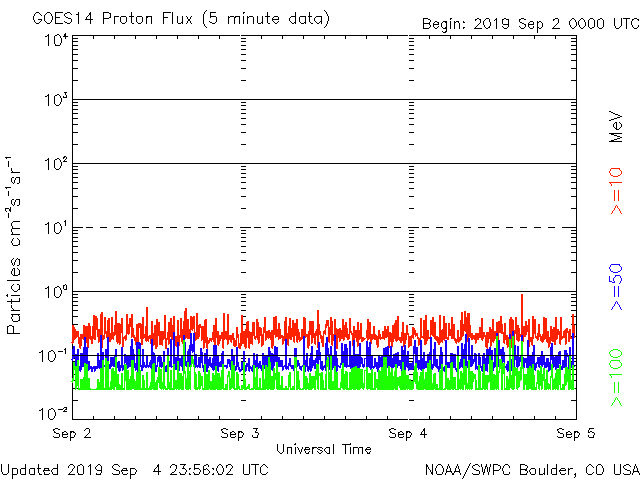 GOES14 Proton Flux (5 minute data)
Begin: 2019 Sep 2 0000 UTC
10⁴
10³
10²
10¹
10⁰
10⁻¹
10⁻²
Particles cm⁻²s⁻¹sr⁻¹
MeV
>=10
>=50
>=100
Sep 2
Sep 3
Sep 4
Sep 5
Universal Time
Updated 2019 Sep 4 23:56:02 UTC
NOAA/SWPC Boulder, CO USA